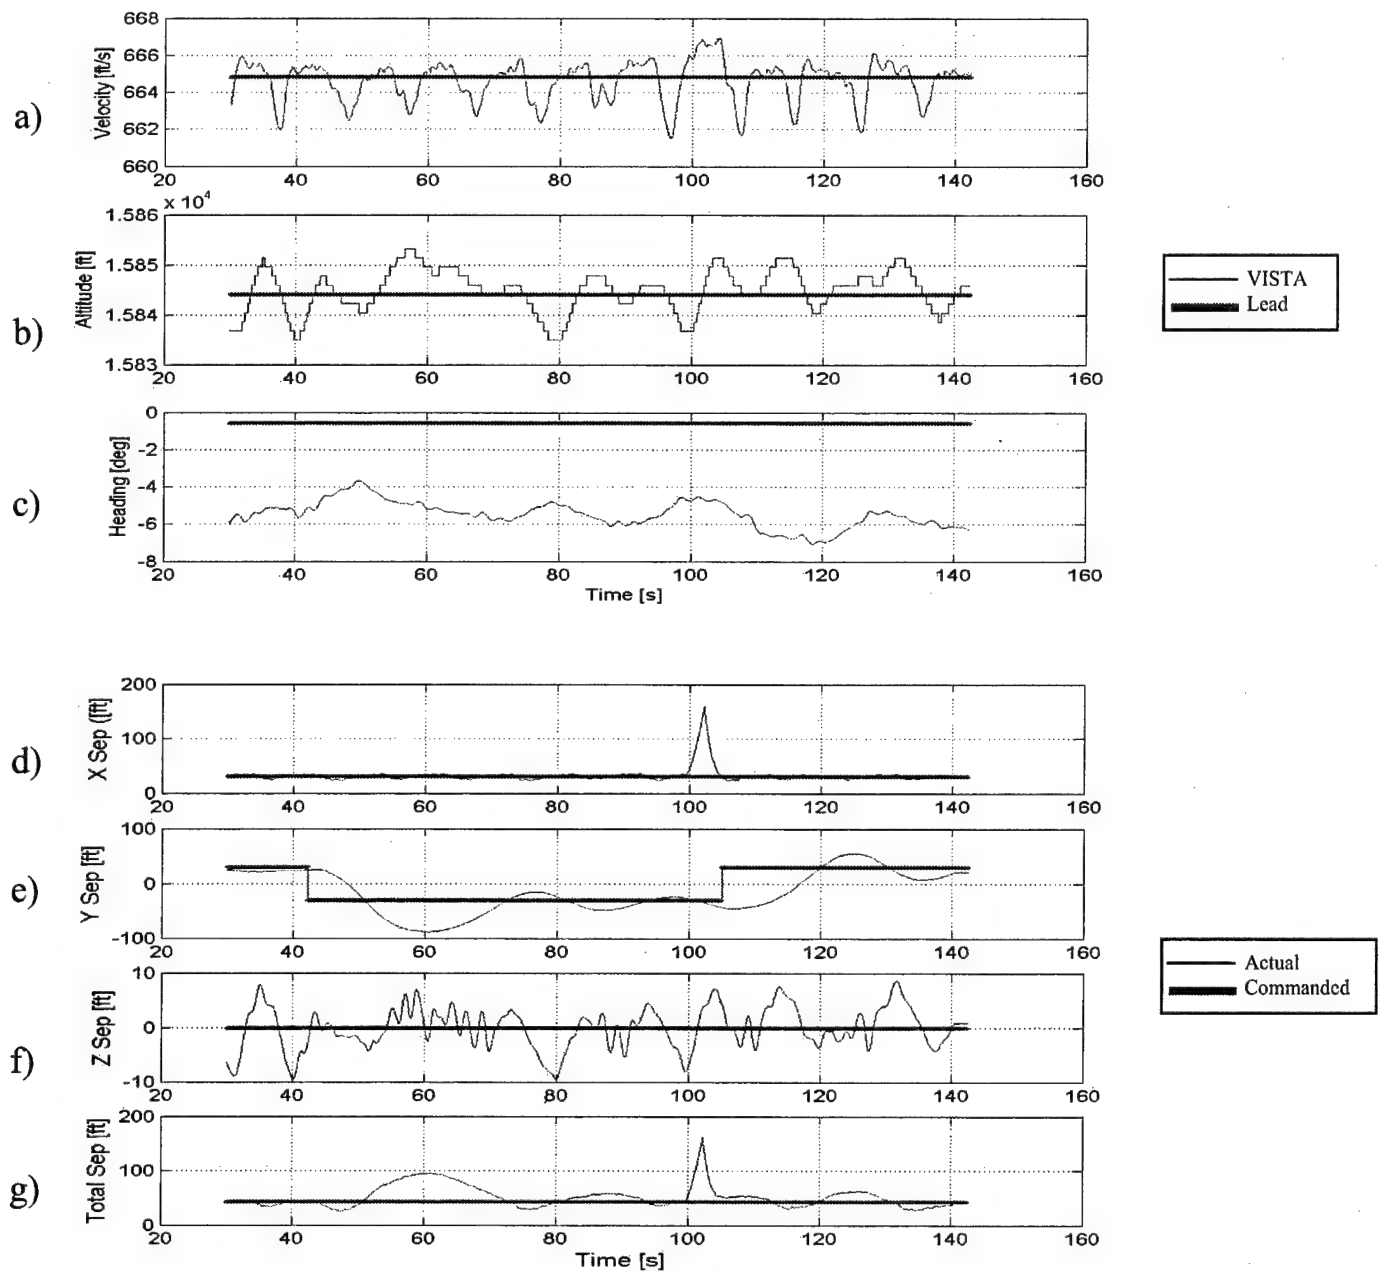 a)
Velocity [ft/s]
668
666
664
662
660
20 40 60 80 100 120 140 160
b)
Altitude [ft]
x 10^4
1.586
1.585
1.584
1.583
20 40 60 80 100 120 140 160
VISTA
Lead
c)
Heading [deg]
0
-2
-4
-6
-8
20 40 60 80 100 120 140 160
Time [s]
d)
X Sep ([ft]
200
100
0
20 40 60 80 100 120 140 160
e)
Y Sep [ft]
100
0
-100
20 40 60 80 100 120 140 160
Actual
Commanded
f)
Z Sep [ft]
10
0
-10
20 40 60 80 100 120 140 160
g)
Total Sep [ft]
200
100
0
20 40 60 80 100 120 140 160
Time [s]